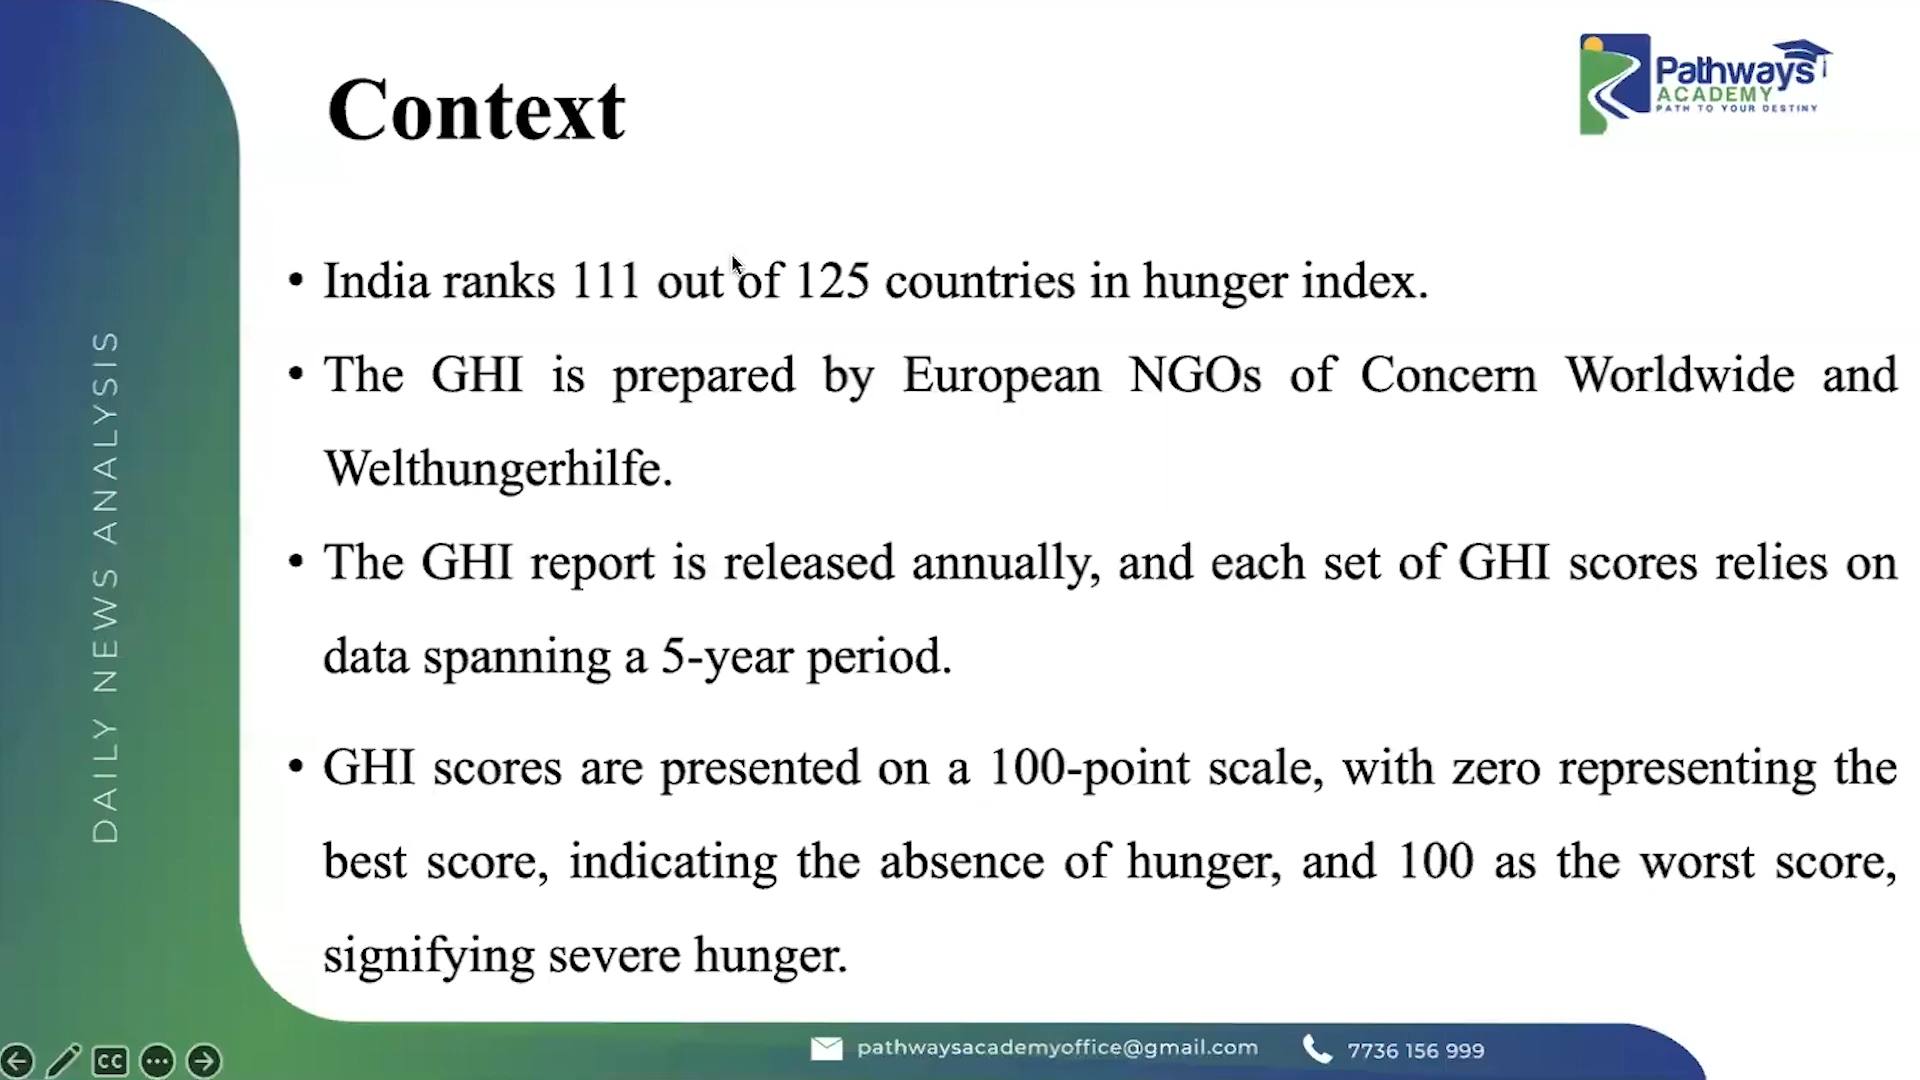 Context
Pathways
ACADEMY
PATH TO YOUR DESTINY
• India ranks 111 out of 125 countries in hunger index.
• The GHI is prepared by European NGOs of Concern Worldwide and
Welthungerhilfe.
• The GHI report is released annually, and each set of GHI scores relies on
data spanning a 5-year period.
• GHI scores are presented on a 100-point scale, with zero representing the
best score, indicating the absence of hunger, and 100 as the worst score,
signifying severe hunger.
DAILY NEWS ANALYSIS
CC
pathwaysacademyoffice@gmail.com
7736 156 999